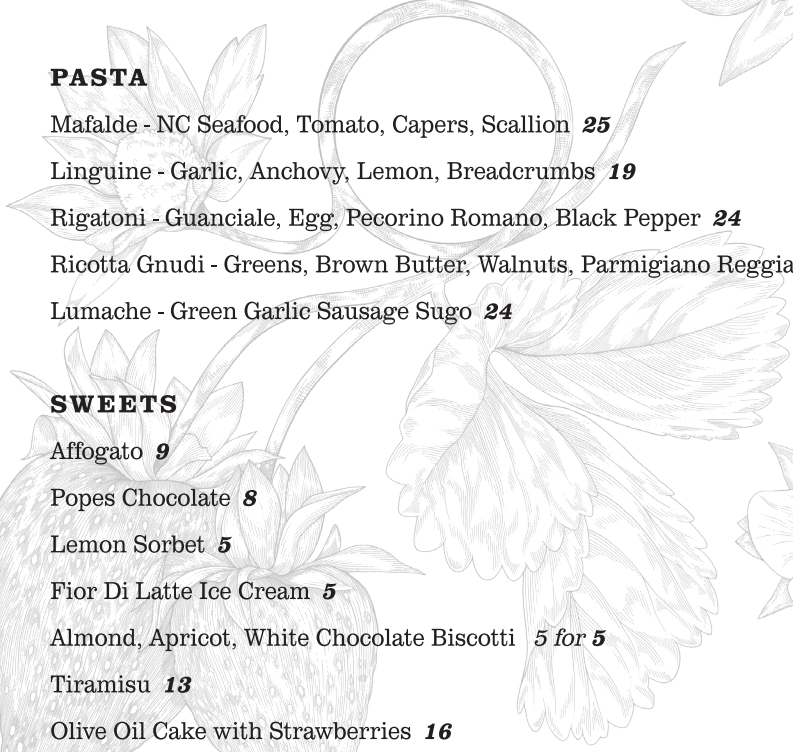 PASTA
Mafalde - NC Seafood, Tomato, Capers, Scallion 25
Linguine - Garlic, Anchovy, Lemon, Breadcrumbs 19
Rigatoni - Guanciale, Egg, Pecorino Romano, Black Pepper 24
Ricotta Gnudi - Greens, Brown Butter, Walnuts, Parmigiano Reggia
Lumache - Green Garlic Sausage Sugo 24
SWEETS
Affogato 9
Popes Chocolate 8
Lemon Sorbet 5
Fior Di Latte Ice Cream 5
Almond, Apricot, White Chocolate Biscotti 5 for 5
Tiramisu 13
Olive Oil Cake with Strawberries 16